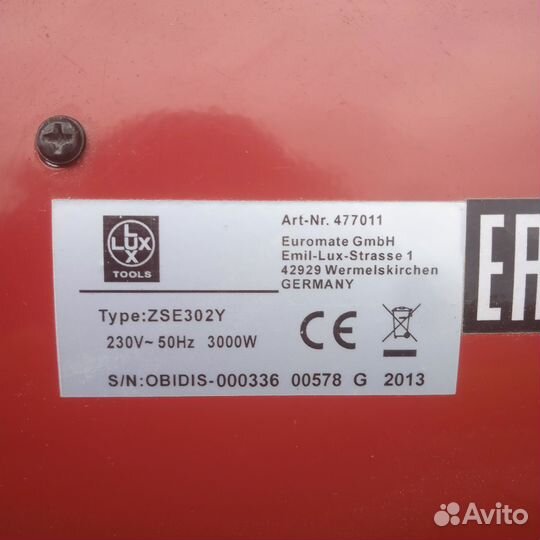 LUX
LUX
TOOLS
Art-Nr. 477011
Euromate GmbH
Emil-Lux-Strasse 1
42929 Wermelskirchen
GERMANY
Type:ZSE302Y
230V~ 50Hz 3000W
CE
S/N:OBIDIS-000336 00578 G 2013
Avito